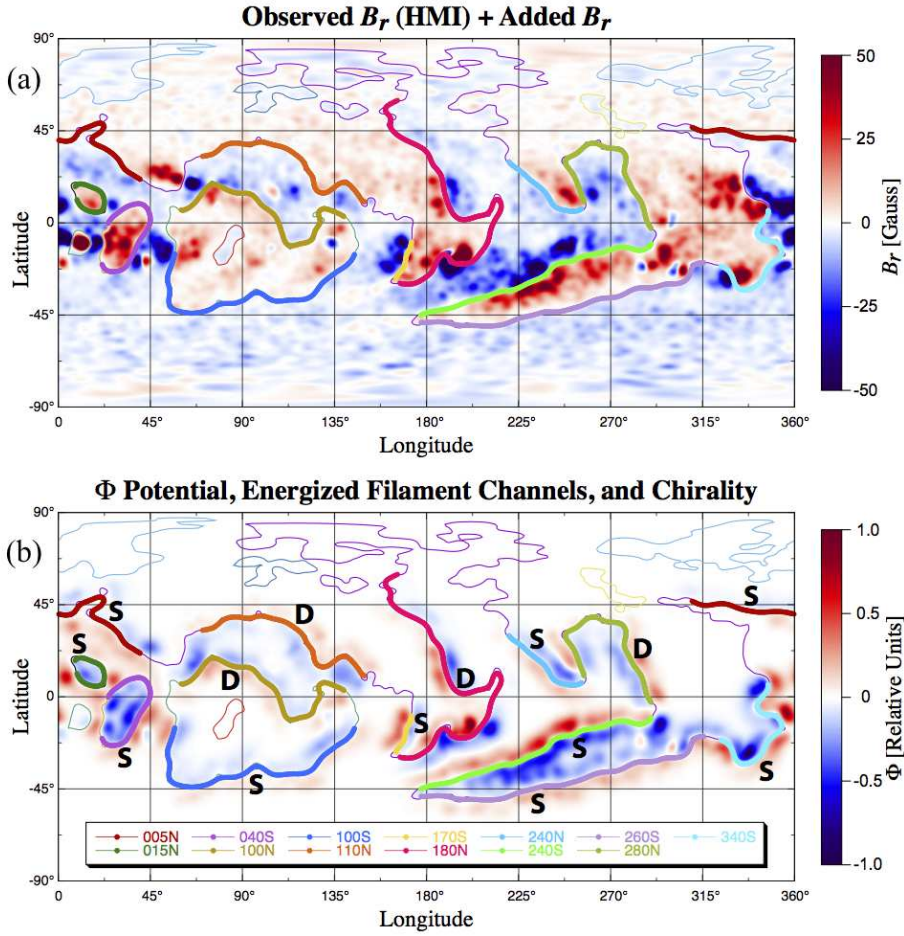 Observed Br (HMI) + Added Br
(a)
90°
45°
0
-45°
-90°
Latitude
0 45° 90° 135° 180° 225° 270° 315° 360°
Longitude
50
25
0
-25
-50
Br [Gauss]
Φ Potential, Energized Filament Channels, and Chirality
(b)
90°
45°
0
-45°
-90°
Latitude
S
S
S
D
D
S
S
D
S
S
S
D
S
S
005N 040S 100S 170S 240N 260S 340S
015N 100N 110N 180N 240S 280N
0 45° 90° 135° 180° 225° 270° 315° 360°
Longitude
1.0
0.5
0
-0.5
-1.0
Φ [Relative Units]